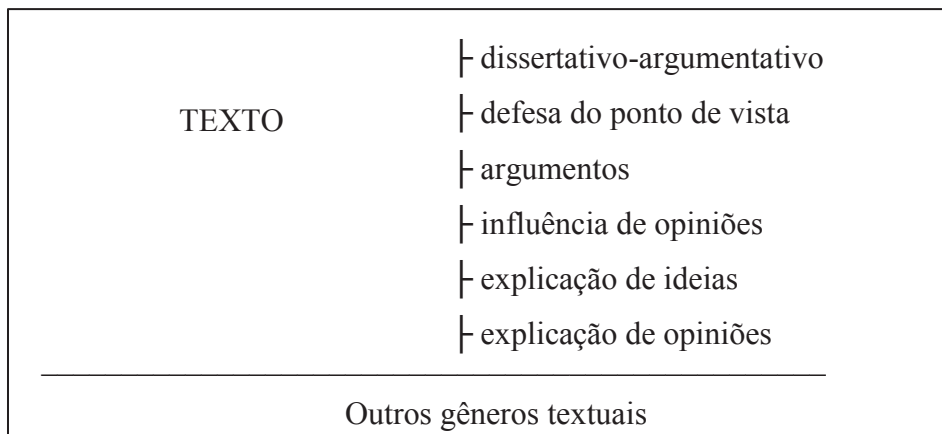 ├ dissertativo-argumentativo
TEXTO ├ defesa do ponto de vista
├ argumentos
├ influência de opiniões
├ explicação de ideias
├ explicação de opiniões
Outros gêneros textuais